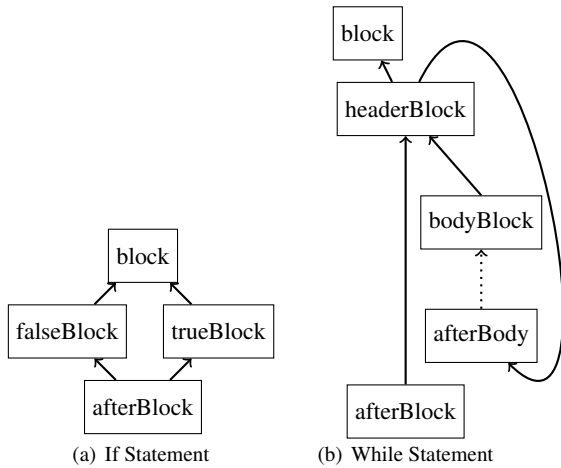 block
falseBlock
trueBlock
afterBlock
(a) If Statement
block
headerBlock
bodyBlock
afterBody
afterBlock
(b) While Statement